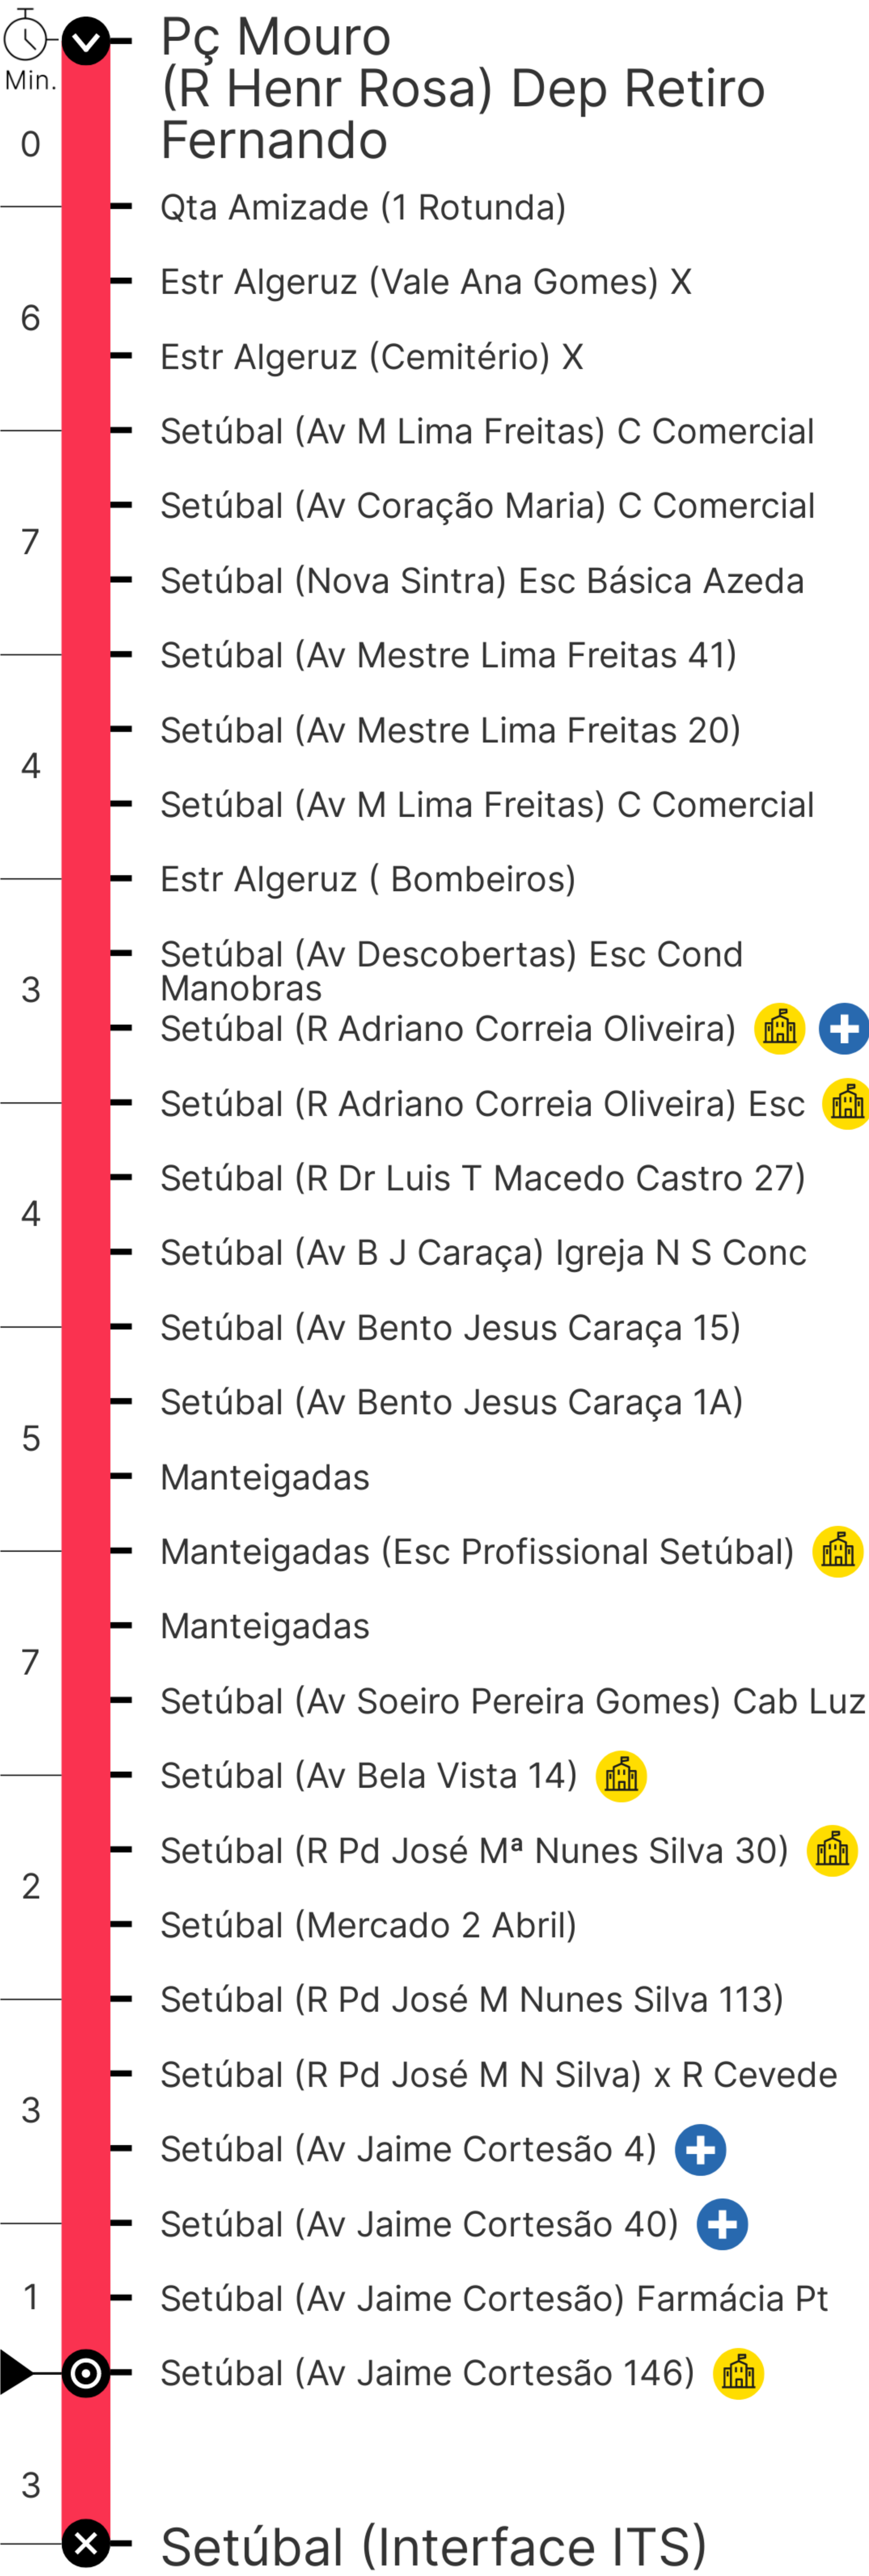 Min.
Pç Mouro
(R Henr Rosa) Dep Retiro
Fernando
0
Qta Amizade (1 Rotunda)
Estr Algeruz (Vale Ana Gomes) X
6
Estr Algeruz (Cemitério) X
Setúbal (Av M Lima Freitas) C Comercial
Setúbal (Av Coração Maria) C Comercial
7
Setúbal (Nova Sintra) Esc Básica Azeda
Setúbal (Av Mestre Lima Freitas 41)
Setúbal (Av Mestre Lima Freitas 20)
4
Setúbal (Av M Lima Freitas) C Comercial
Estr Algeruz ( Bombeiros)
Setúbal (Av Descobertas) Esc Cond
Manobras
3
Setúbal (R Adriano Correia Oliveira)
Setúbal (R Adriano Correia Oliveira) Esc
Setúbal (R Dr Luis T Macedo Castro 27)
4
Setúbal (Av B J Caraça) Igreja N S Conc
Setúbal (Av Bento Jesus Caraça 15)
Setúbal (Av Bento Jesus Caraça 1A)
5
Manteigadas
Manteigadas (Esc Profissional Setúbal)
Manteigadas
7
Setúbal (Av Soeiro Pereira Gomes) Cab Luz
Setúbal (Av Bela Vista 14)
Setúbal (R Pd José Mª Nunes Silva 30)
2
Setúbal (Mercado 2 Abril)
Setúbal (R Pd José M Nunes Silva 113)
Setúbal (R Pd José M N Silva) x R Cevede
3
Setúbal (Av Jaime Cortesão 4)
Setúbal (Av Jaime Cortesão 40)
1
Setúbal (Av Jaime Cortesão) Farmácia Pt
Setúbal (Av Jaime Cortesão 146)
3
Setúbal (Interface ITS)